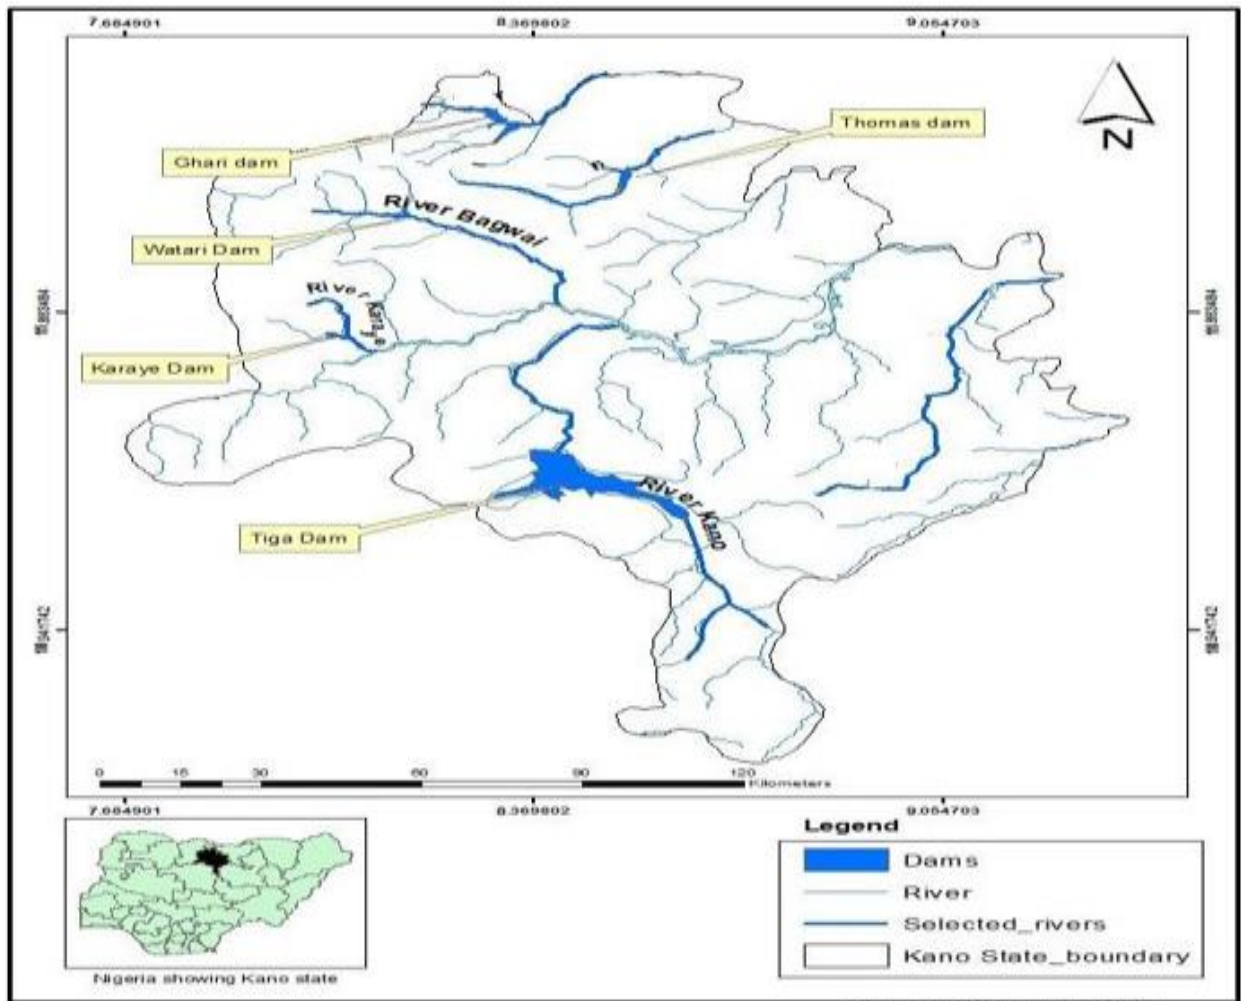 7.684901 8.369802 9.054703
Thomas dam
Ghari dam
River Bagwai
Watari Dam
River Karaye
Karaye Dam
River Kano
Tiga Dam
N
0 15 30 60 90 120
Kilometers
7.684901 8.369802 9.054703
Legend
Dams
River
Selected_rivers
Kano State_boundary
Nigeria showing Kano state